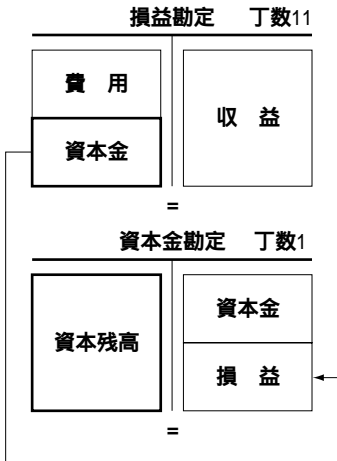 損益勘定 丁数11
費 用
収 益
資本金
=
資本金勘定 丁数1
資本残高
資本金
損 益
=